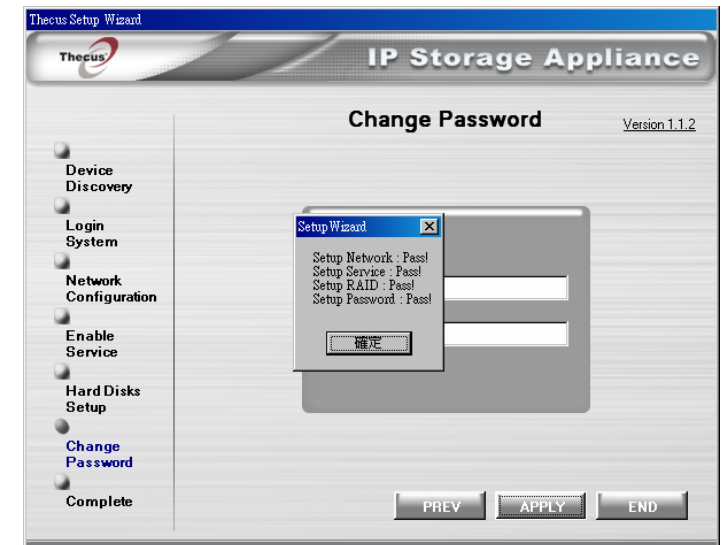 Thecus Setup Wizard
Thecus
IP Storage Appliance
Change Password
Version 1.1.2
Device
Discovery
Login
System
Network
Configuration
Enable
Service
Hard Disks
Setup
Change
Password
Complete
Setup Wizard
Setup Network : Pass!
Setup Service : Pass!
Setup RAID : Pass!
Setup Password : Pass!
確定
PREV
APPLY
END